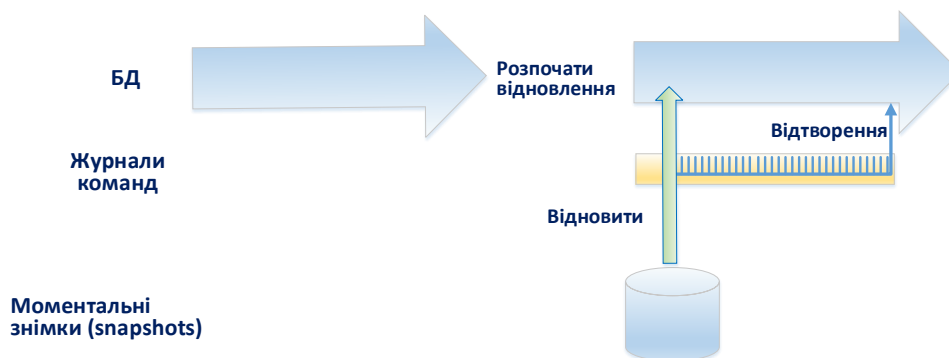 БД
Розпочати
відновлення
Відтворення
Журнали
команд
Відновити
Моментальні
знімки (snapshots)